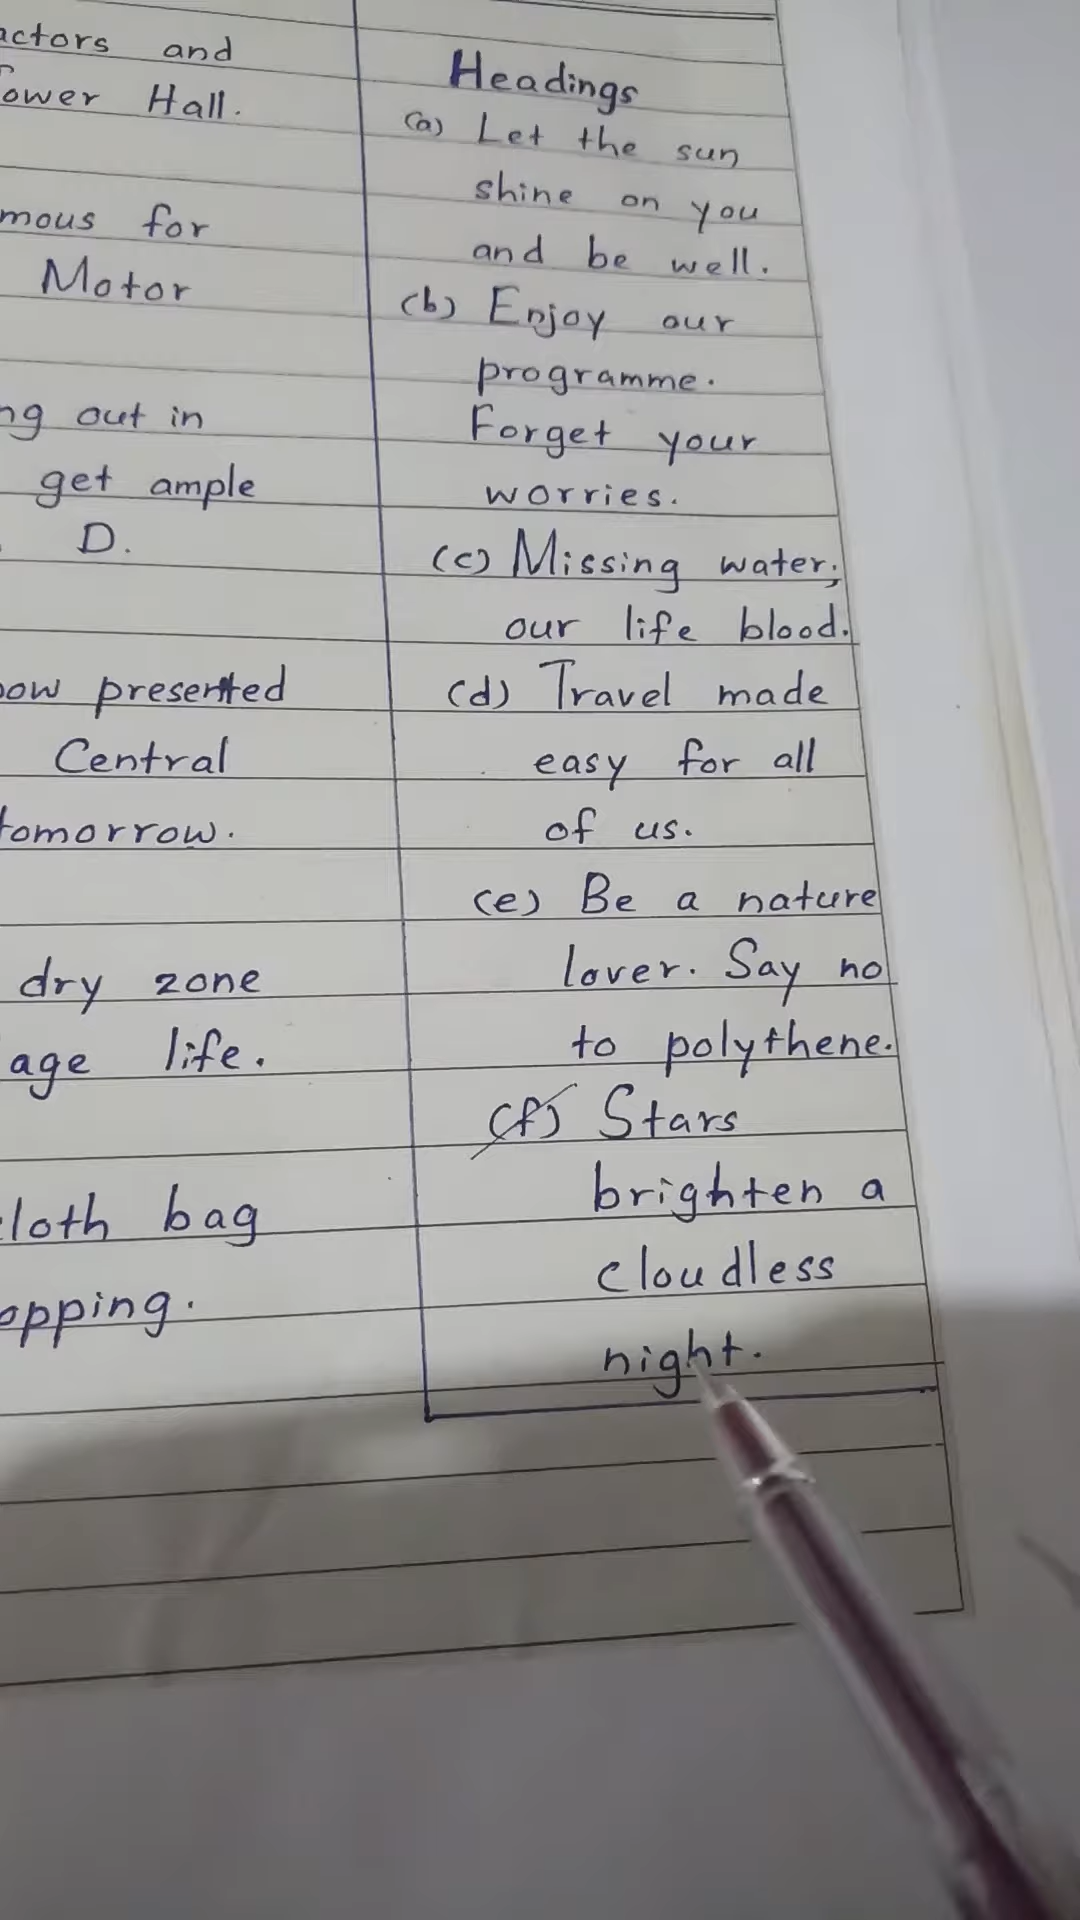 actors and
Tower Hall.
mous for
Motor
ng out in
get ample
D.
ow presented
Central
tomorrow.
dry zone
age life.
loth bag
opping.
Headings
(a) Let the sun
shine on you
and be well.
(b) Enjoy our
programme.
Forget your
worries.
(c) Missing water;
our life blood.
(d) Travel made
easy for all
of us.
(e) Be a nature
lover. Say no
to polythene.
(f) Stars
brighten a
cloudless
night.